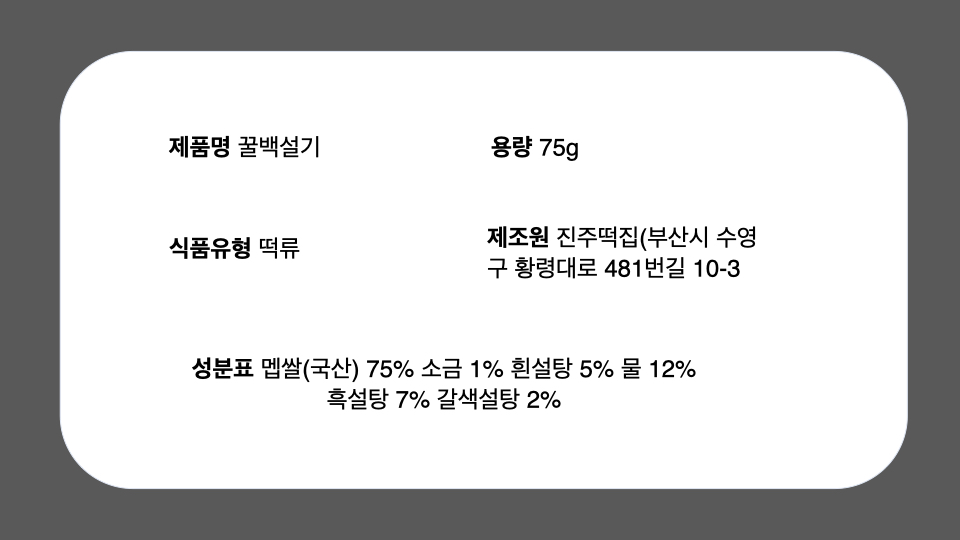 제품명 꿀백설기
용량 75g
식품유형 떡류
제조원 진주떡집(부산시 수영
구 황령대로 481번길 10-3
성분표 멥쌀(국산) 75% 소금 1% 흰설탕 5% 물 12%
흑설탕 7% 갈색설탕 2%